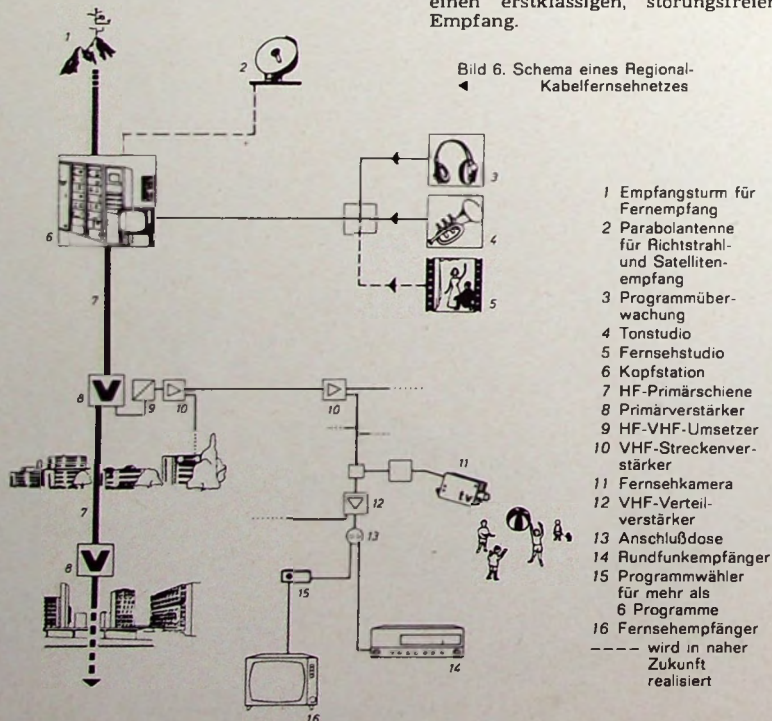 einen erstklassigen, störungsfreien
Empfang.
Bild 6. Schema eines Regional-
Kabelfernsehnetzes
1
2
3
4
5
6
7
8
9
10
10
11
tv
12
13
7
8
15
14
16
1 Empfangsturm für
Fernempfang
2 Parabolantenne
für Richtstrahl-
und Satelliten-
empfang
3 Programmüber-
wachung
4 Tonstudio
5 Fernsehstudio
6 Kopfstation
7 HF-Primärschiene
8 Primärverstärker
9 HF-VHF-Umsetzer
10 VHF-Streckenver-
stärker
11 Fernsehkamera
12 VHF-Verteil-
verstärker
13 Anschlußdose
14 Rundfunkempfänger
15 Programmwähler
für mehr als
6 Programme
16 Fernsehempfänger
---- wird in naher
Zukunft
realisiert